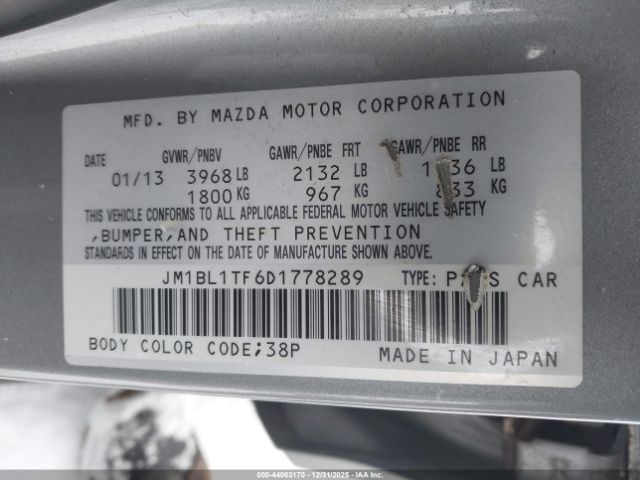 MFD. BY MAZDA MOTOR CORPORATION
DATE GVWR/PNBV GAWR/PNBE FRT GAWR/PNBE RR
01/13 3968 LB 2132 LB LB
1800 KG 967 KG KG
THIS VEHICLE CONFORMS TO ALL APPLICABLE FEDERAL MOTOR VEHICLE SAFETY
,BUMPER,AND THEFT PREVENTION
STANDARDS IN EFFECT ON THE DATE OF MANUFACTURE SHOWN ABOVE.
JM1BL1TF6D1778289 TYPE: CAR
BODY COLOR CODE;38P MADE IN JAPAN
000-44063170 - 12/31/2025 - IAA Inc.